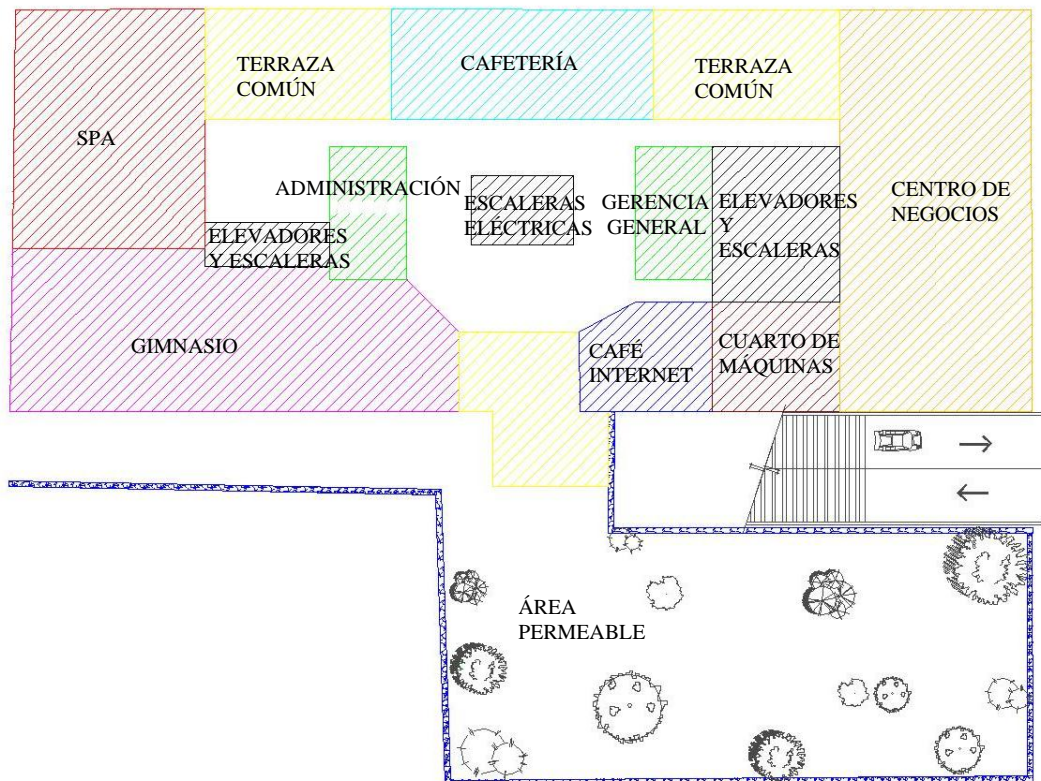 TERRAZA
COMÚN
CAFETERÍA
TERRAZA
COMÚN
SPA
ADMINISTRACIÓN
ESCALERAS
ELÉCTRICAS
GERENCIA
GENERAL
ELEVADORES
Y
ESCALERAS
CENTRO DE
NEGOCIOS
ELEVADORES
Y ESCALERAS
GIMNASIO
CAFÉ
INTERNET
CUARTO DE
MÁQUINAS
ÁREA
PERMEABLE